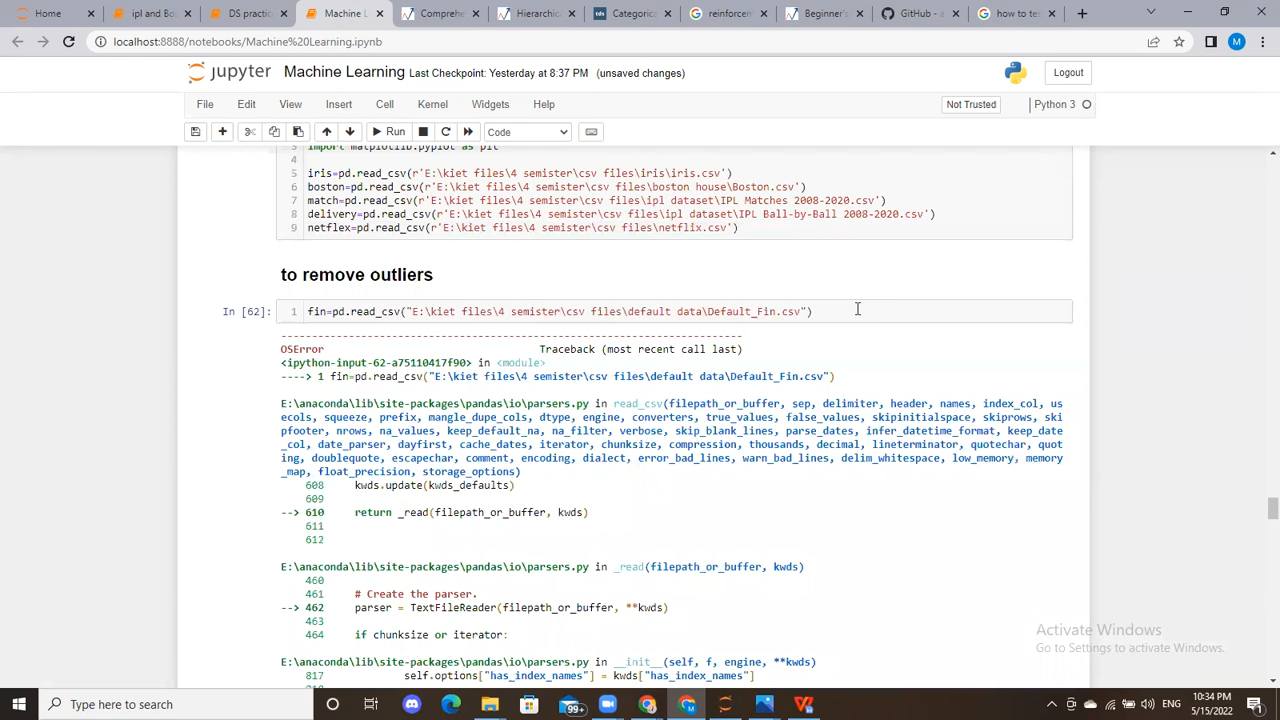 Home
ipl and Bo
DS practic
Machine L
Compre
Hierarchic
tds
Categorica
reinforcem
Beginner's
GitHub - a
how to tes
localhost:8888/notebooks/Machine%20Learning.ipynb
M
jupyter Machine Learning Last Checkpoint: Yesterday at 8:37 PM (unsaved changes)
Logout
File Edit View Insert Cell Kernel Widgets Help
Not Trusted
Python 3
Run
Code
3 import matplotlib.pyplot as plt
4
5 iris=pd.read_csv(r'E:\kiet files\4 semister\csv files\iris\iris.csv')
6 boston=pd.read_csv(r'E:\kiet files\4 semister\csv files\boston house\Boston.csv')
7 match=pd.read_csv(r'E:\kiet files\4 semister\csv files\ipl dataset\IPL Matches 2008-2020.csv')
8 delivery=pd.read_csv(r'E:\kiet files\4 semister\csv files\ipl dataset\IPL Ball-by-Ball 2008-2020.csv')
9 netflex=pd.read_csv(r'E:\kiet files\4 semister\csv files\netflix.csv')
to remove outliers
In [62]: 1 fin=pd.read_csv("E:\kiet files\4 semister\csv files\default data\Default_Fin.csv")
---------------------------------------------------------------------------
OSError Traceback (most recent call last)
<ipython-input-62-a75110417f90> in <module>
----> 1 fin=pd.read_csv("E:\kiet files\4 semister\csv files\default data\Default_Fin.csv")
E:\anaconda\lib\site-packages\pandas\io\parsers.py in read_csv(filepath_or_buffer, sep, delimiter, header, names, index_col, us
ecols, squeeze, prefix, mangle_dupe_cols, dtype, engine, converters, true_values, false_values, skipinitialspace, skiprows, ski
pfooter, nrows, na_values, keep_default_na, na_filter, verbose, skip_blank_lines, parse_dates, infer_datetime_format, keep_date
_col, date_parser, dayfirst, cache_dates, iterator, chunksize, compression, thousands, decimal, lineterminator, quotechar, quot
ing, doublequote, escapechar, comment, encoding, dialect, error_bad_lines, warn_bad_lines, delim_whitespace, low_memory, memory
_map, float_precision, storage_options)
608 kwds.update(kwds_defaults)
609
--> 610 return _read(filepath_or_buffer, kwds)
611
612
E:\anaconda\lib\site-packages\pandas\io\parsers.py in _read(filepath_or_buffer, kwds)
460
461 # Create the parser.
--> 462 parser = TextFileReader(filepath_or_buffer, **kwds)
463
464 if chunksize or iterator:
E:\anaconda\lib\site-packages\pandas\io\parsers.py in __init__(self, f, engine, **kwds)
817 self.options["has_index_names"] = kwds["has_index_names"]
Activate Windows
Go to Settings to activate Windows.
Type here to search
99+
ENG
10:34 PM
5/15/2022
1